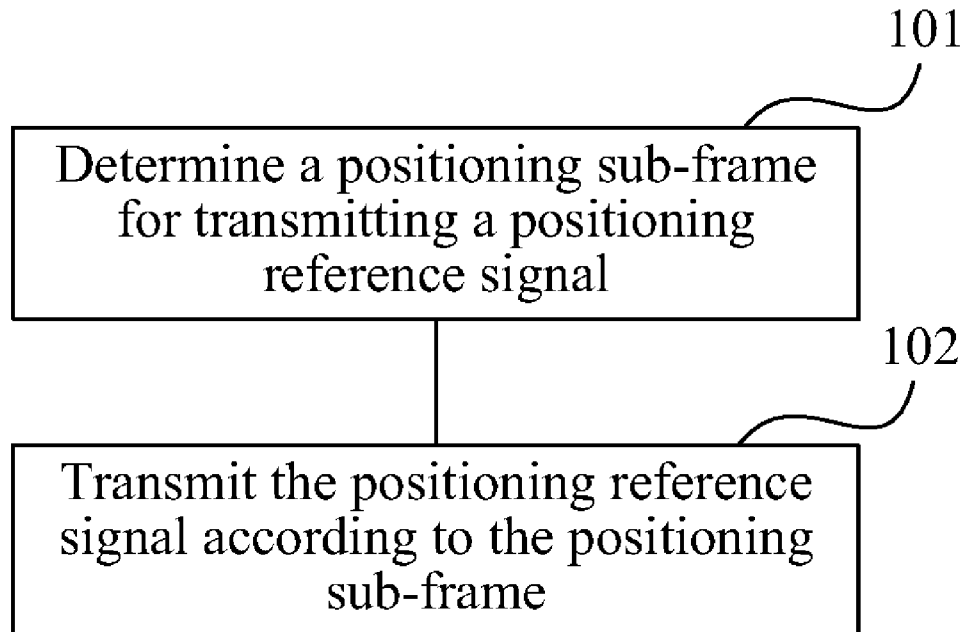 101
Determine a positioning sub-frame
for transmitting a positioning
reference signal
102
Transmit the positioning reference
signal according to the positioning
sub-frame